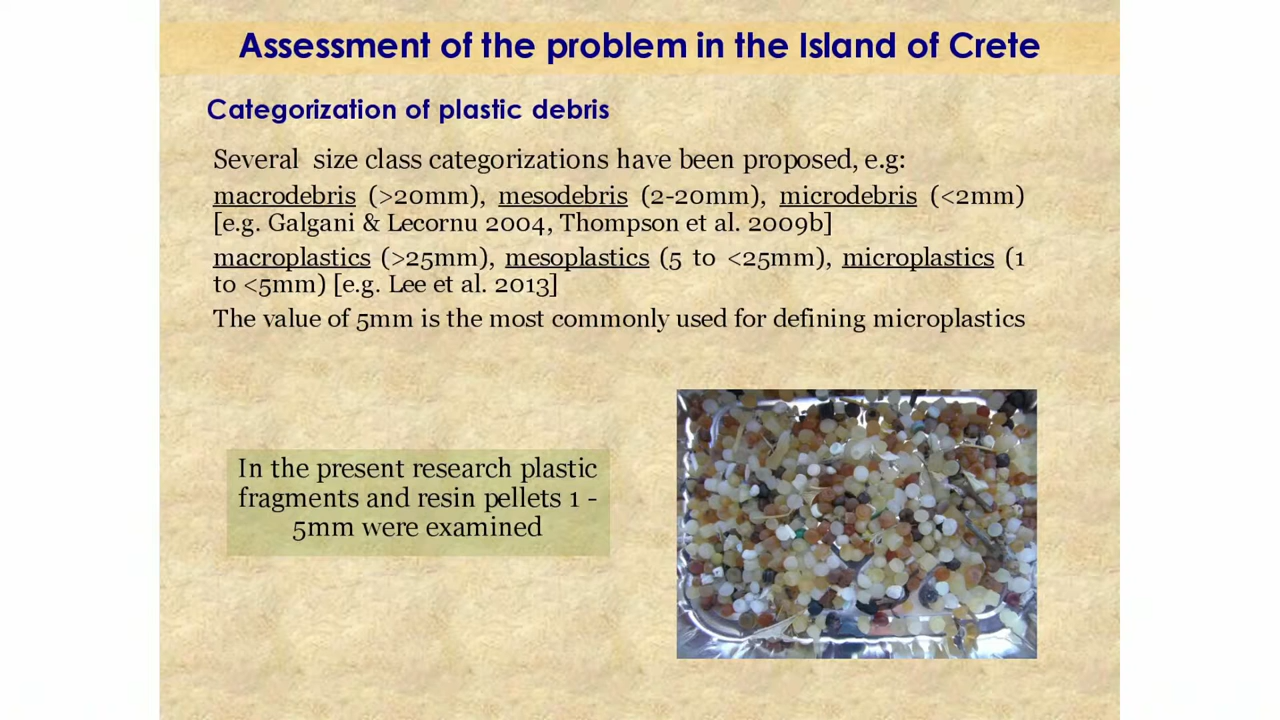 Assessment of the problem in the Island of Crete
Categorization of plastic debris
Several size class categorizations have been proposed, e.g:
macrodebris (>20mm), mesodebris (2-20mm), microdebris (<2mm)
[e.g. Galgani & Lecornu 2004, Thompson et al. 2009b]
macroplastics (>25mm), mesoplastics (5 to <25mm), microplastics (1
to <5mm) [e.g. Lee et al. 2013]
The value of 5mm is the most commonly used for defining microplastics
In the present research plastic
fragments and resin pellets 1 -
5mm were examined